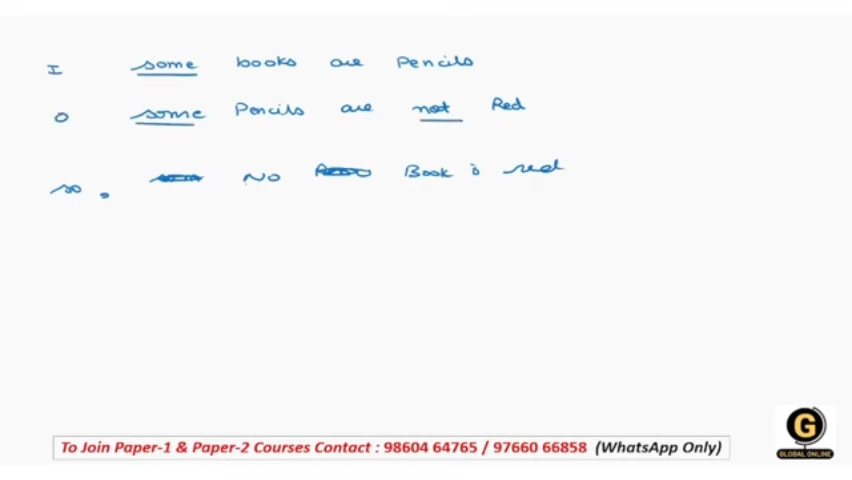 I some books are Pencils
O some Pencils are not Red
so, No Book is red
To Join Paper-1 & Paper-2 Courses Contact : 98604 64765 / 97660 66858 (WhatsApp Only)
G
GLOBAL ONLINE